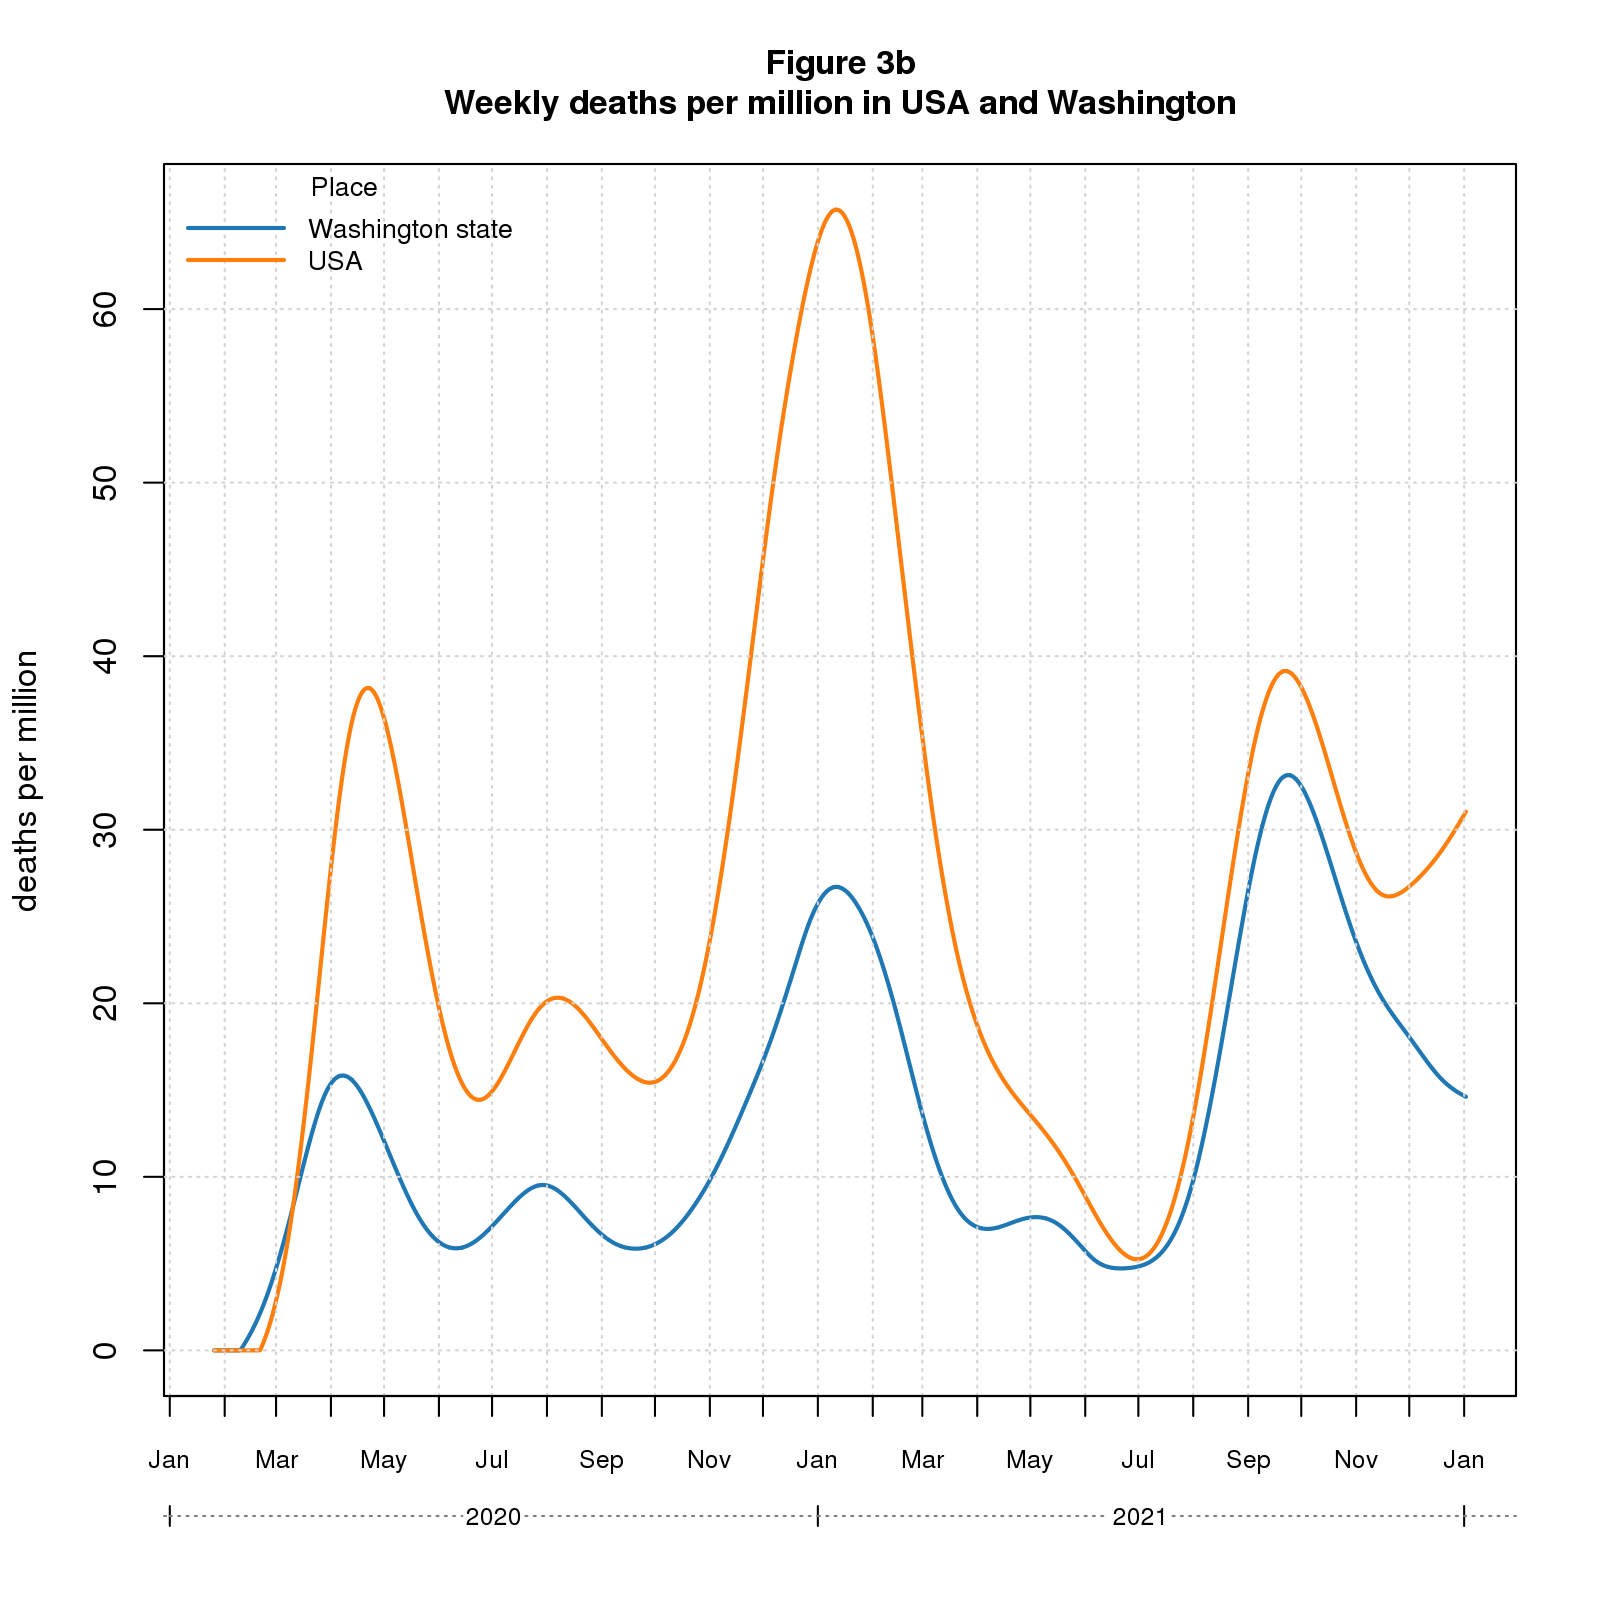 Figure 3b
Weekly deaths per million in USA and Washington
Place
Washington state
USA
deaths per million
60
50
40
30
20
10
0
Jan Mar May Jul Sep Nov Jan Mar May Jul Sep Nov Jan
2020 2021